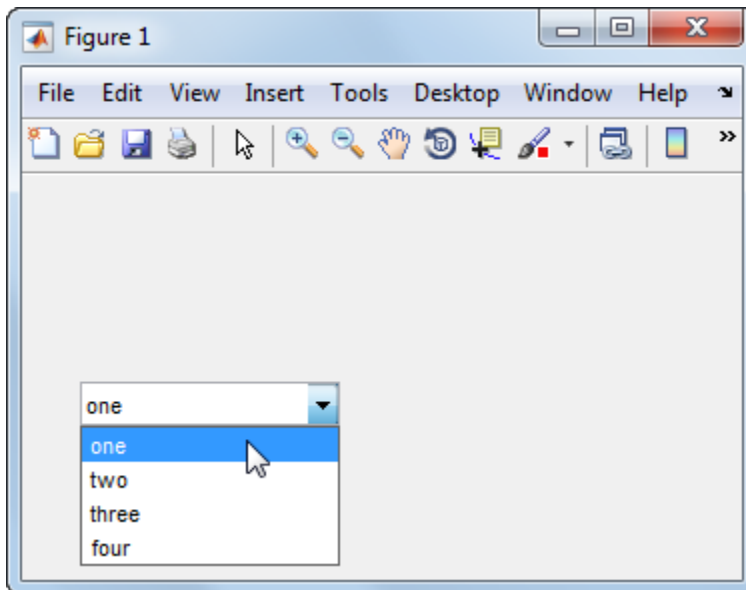 Figure 1
File Edit View Insert Tools Desktop Window Help
one
one
two
three
four